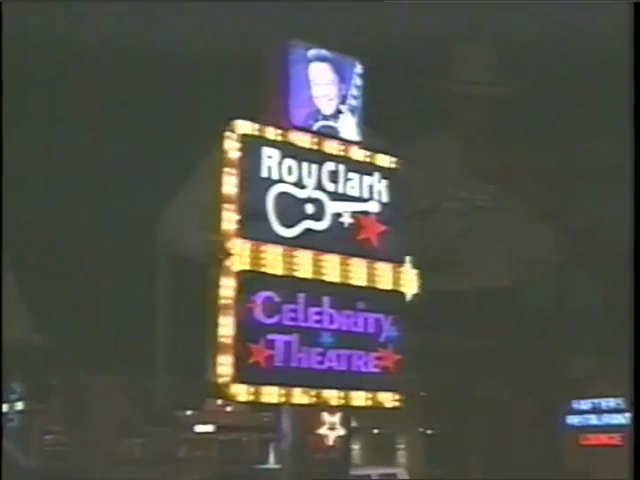 Roy Clark
Celebrity
Theatre
RESTAURANT
LOUNGE